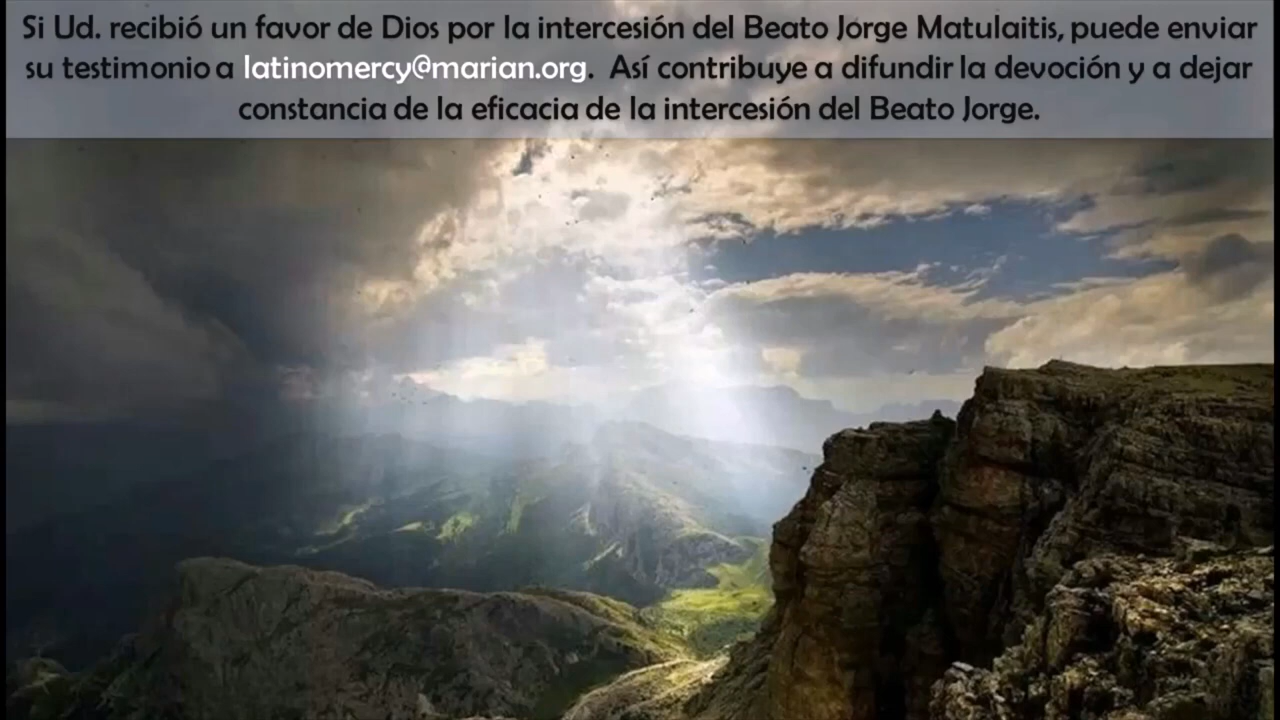 Si Ud. recibió un favor de Dios por la intercesión del Beato Jorge Matulaitis, puede enviar
su testimonio a latinomercy@marian.org. Así contribuye a difundir la devoción y a dejar
constancia de la eficacia de la intercesión del Beato Jorge.